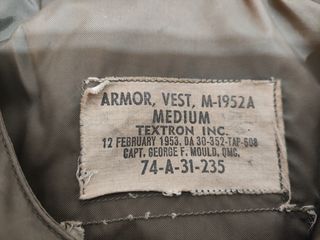 ARMOR, VEST, M-1952A
MEDIUM
TEXTRON INC.
12 FEBRUARY 1953. DA 30-352-TAP-608
CAPT. GEORGE F. MOULD, QMC.
74-A-31-235